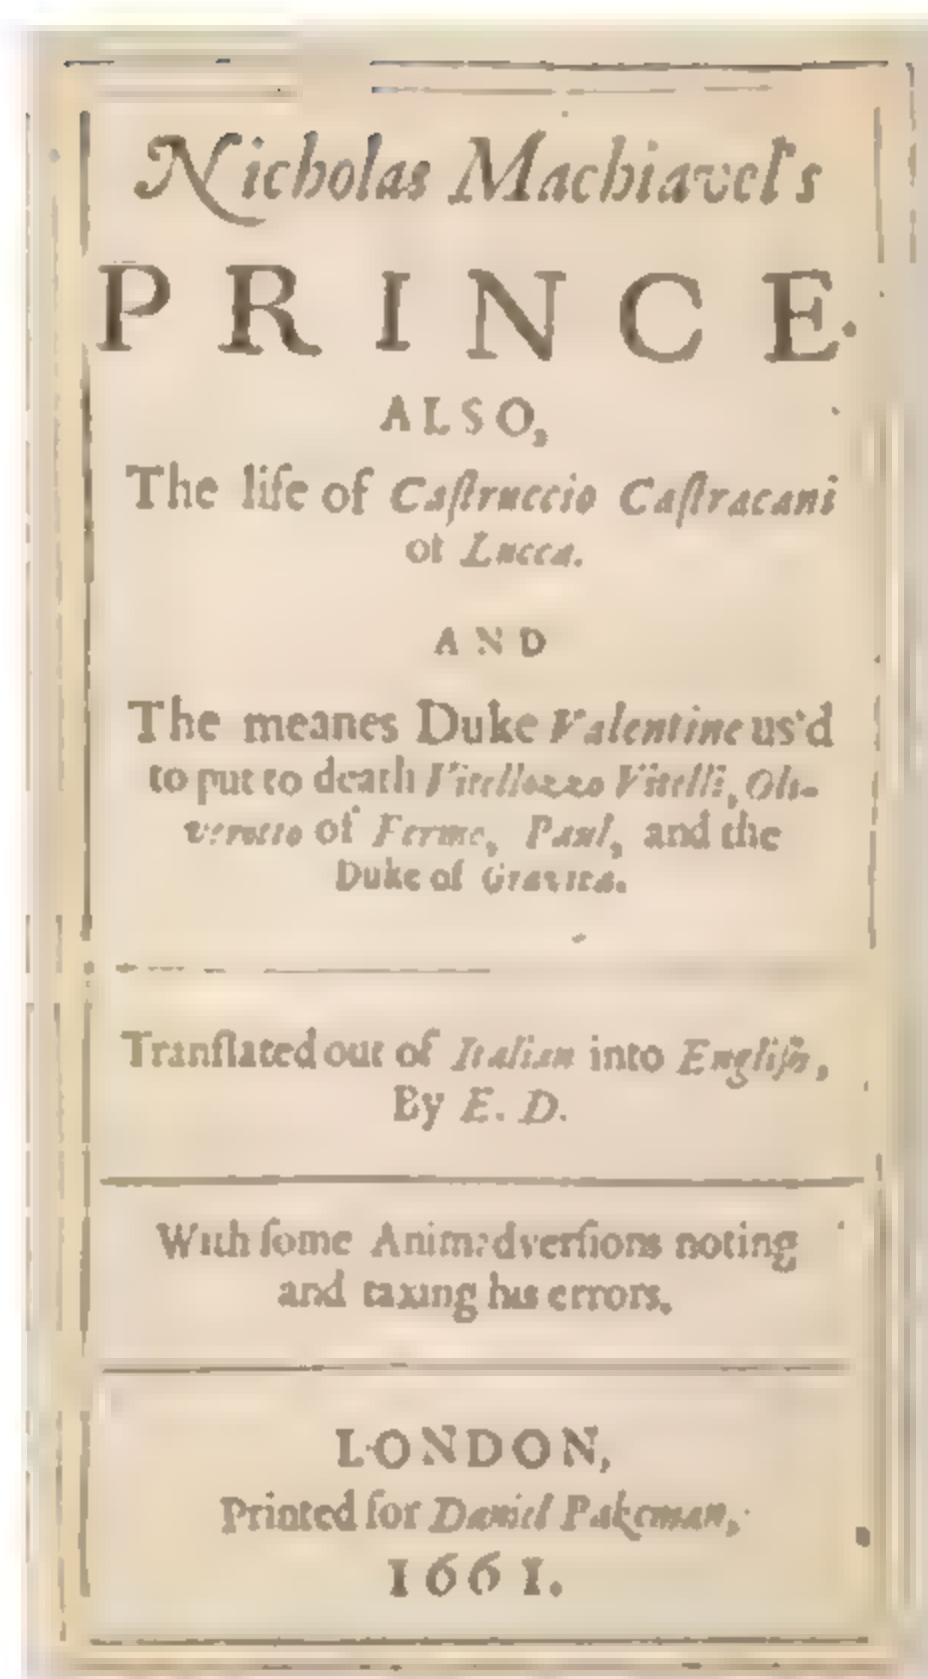 Nicholas Machiavel's
PRINCE.
ALSO,
The life of Caſtruccio Caſtracani
of Lucca.
AND
The meanes Duke Valentine us'd
to put to death Vitellozzo Vitelli, Oli-
verotto of Ferme, Paul, and the
Duke of Gravina.
Tranſlated out of Italian into Engliſh,
By E. D.
With ſome Animadverſions noting
and taxing his errors.
LONDON,
Printed for Daniel Pakeman,
1661.